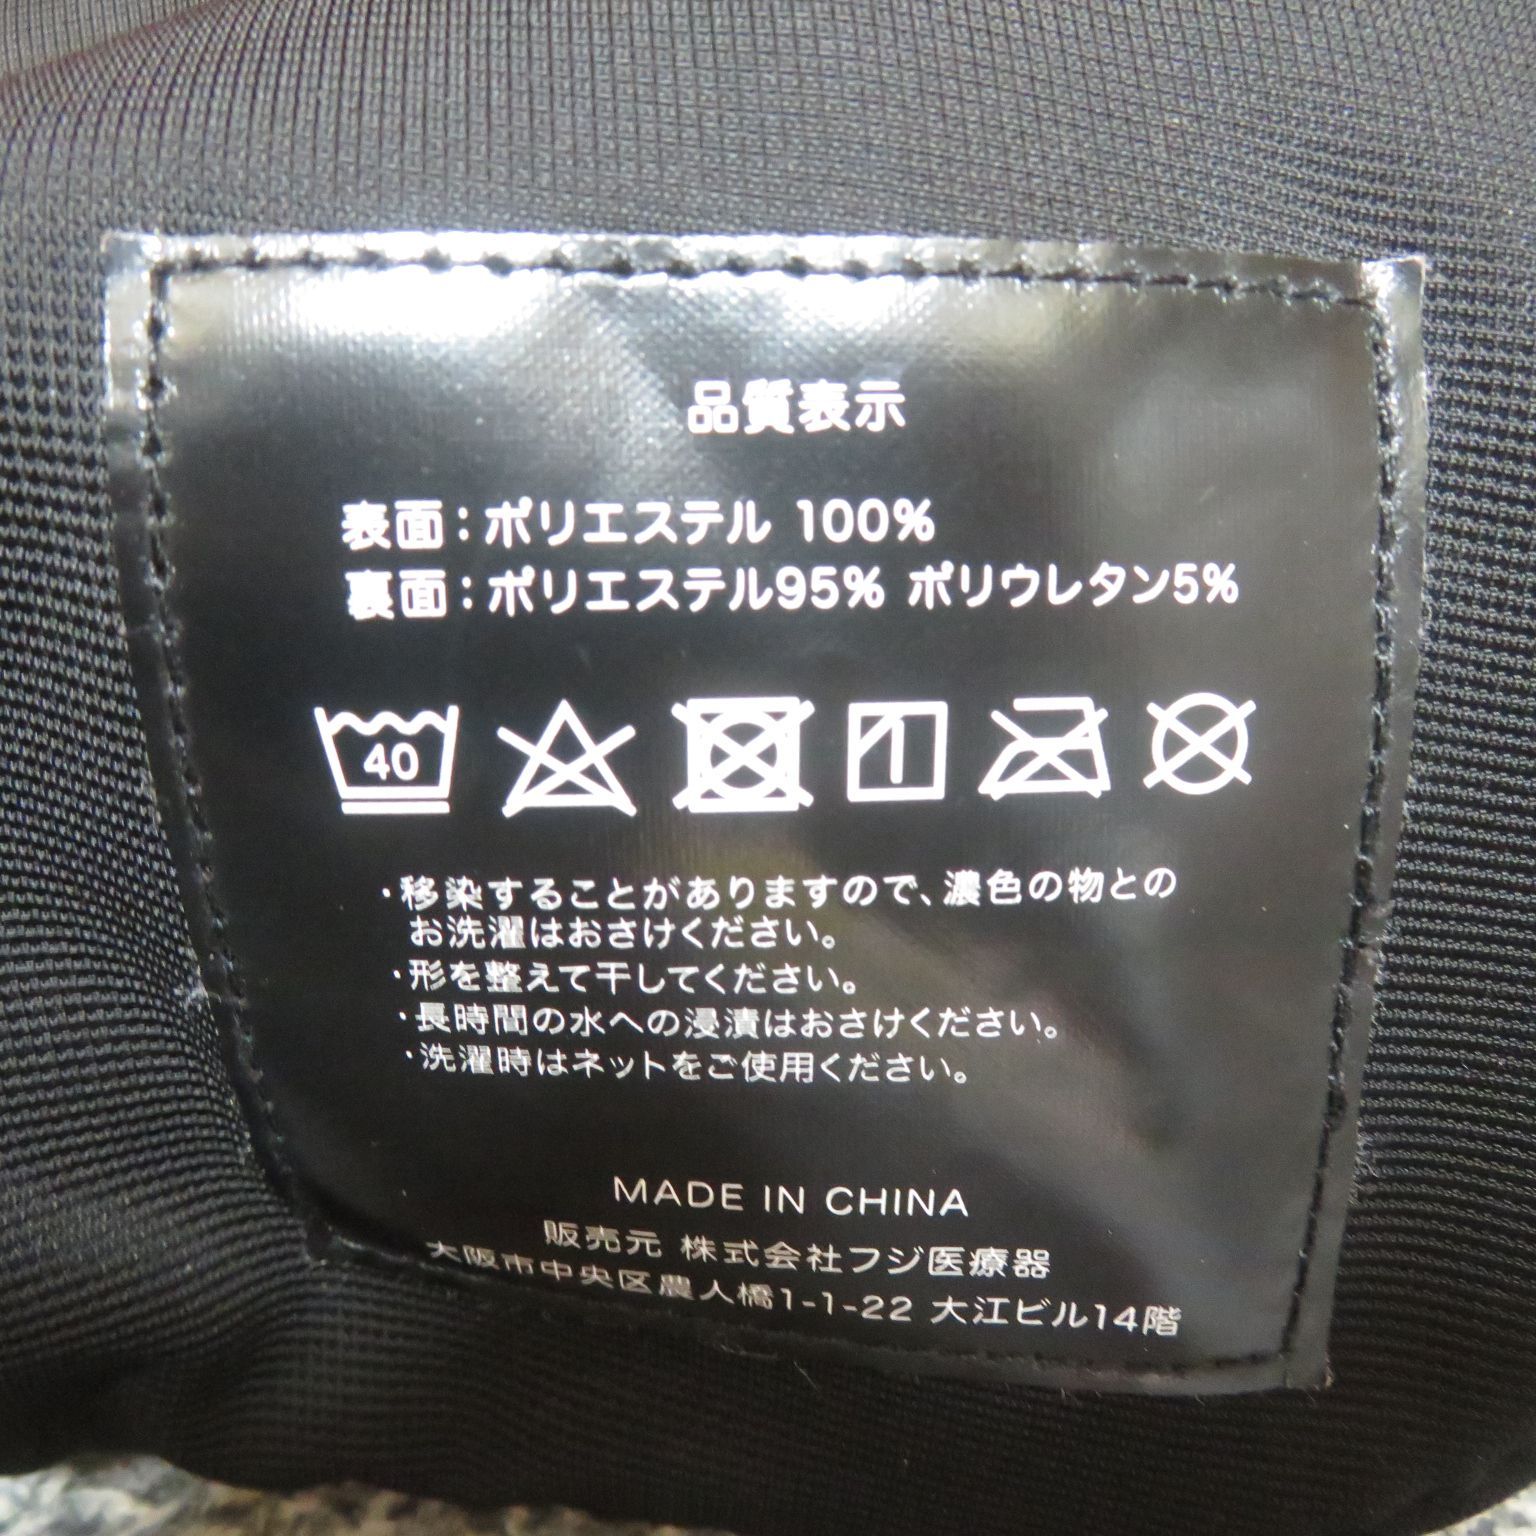 品質表示
表面：ポリエステル 100%
裏面：ポリエステル95% ポリウレタン5%
40
・移染することがありますので、濃色の物との
お洗濯はおさけください。
・形を整えて干してください。
・長時間の水への浸漬はおさけください。
・洗濯時はネットをご使用ください。
MADE IN CHINA
販売元 株式会社フジ医療器
大阪市中央区農人橋1-1-22 大江ビル14階